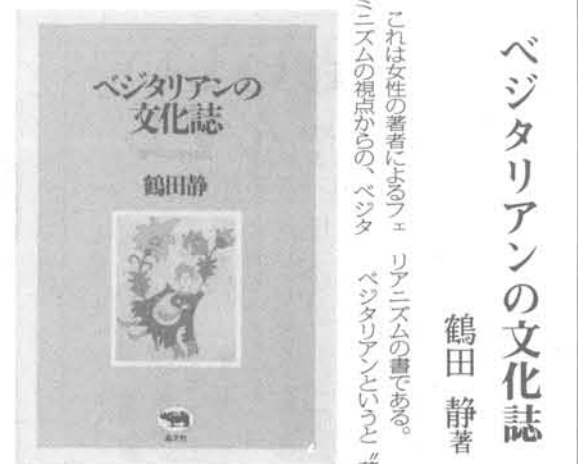 ベジタリアンの文化誌
鶴田 静著
これは女性の著者によるフェ
ミニズムの視点からの、ベジタ
リアニズムの書である。
ベジタリアンというと〝
ベジタリアンの
文化誌
鶴田静
晶文社